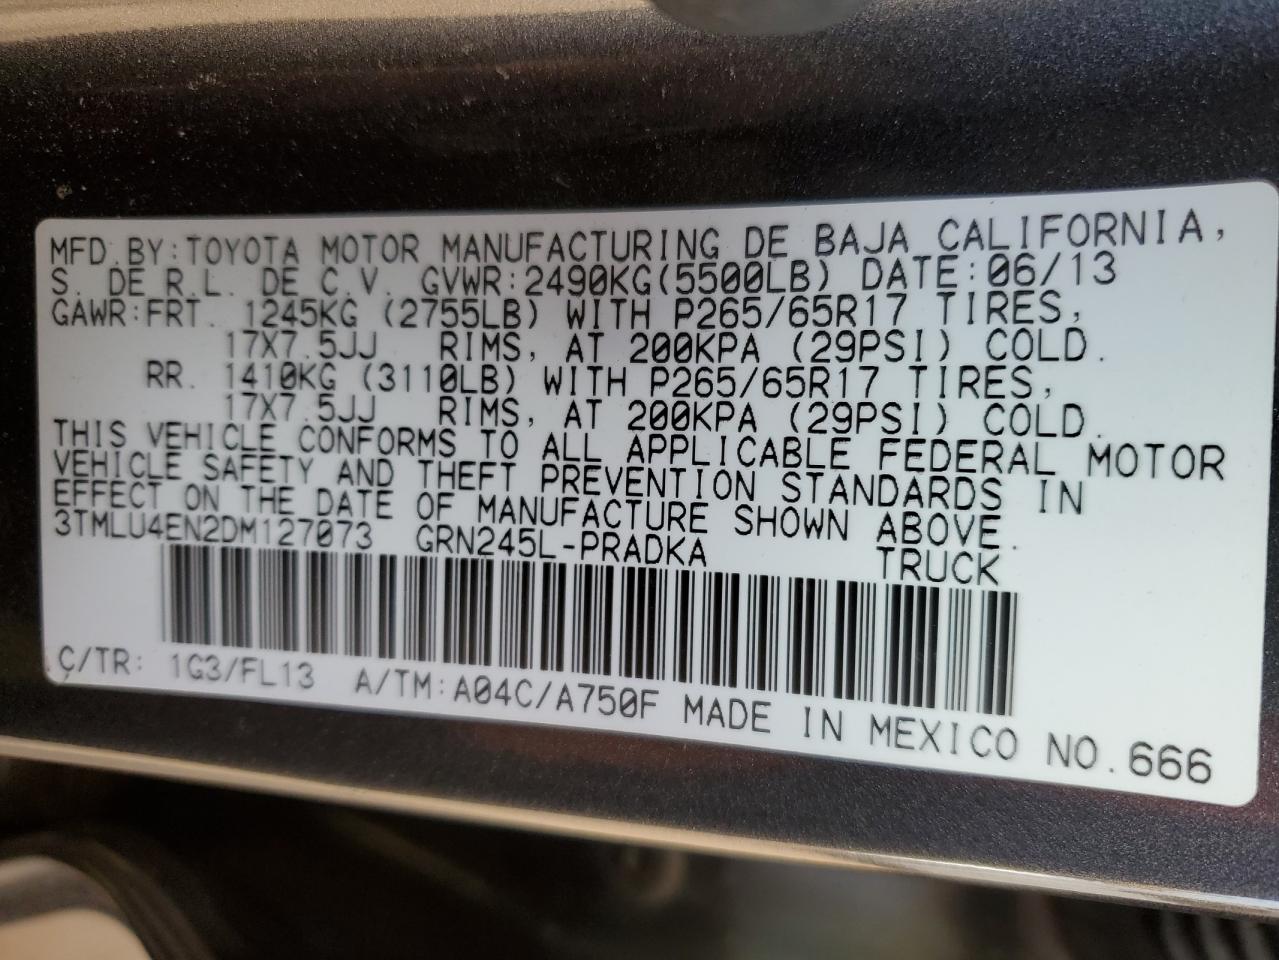 MFD.BY:TOYOTA MOTOR MANUFACTURING DE BAJA CALIFORNIA,
S. DE R.L. DE C.V. GVWR:2490KG(5500LB) DATE:06/13
GAWR:FRT. 1245KG (2755LB) WITH P265/65R17 TIRES,
17X7.5JJ RIMS, AT 200KPA (29PSI) COLD.
RR. 1410KG (3110LB) WITH P265/65R17 TIRES,
17X7.5JJ RIMS, AT 200KPA (29PSI) COLD.
THIS VEHICLE CONFORMS TO ALL APPLICABLE FEDERAL MOTOR
VEHICLE SAFETY AND THEFT PREVENTION STANDARDS IN
EFFECT ON THE DATE OF MANUFACTURE SHOWN ABOVE.
3TMLU4EN2DM127073 GRN245L-PRADKA TRUCK
C/TR: 1G3/FL13 A/TM:A04C/A750F MADE IN MEXICO NO.666